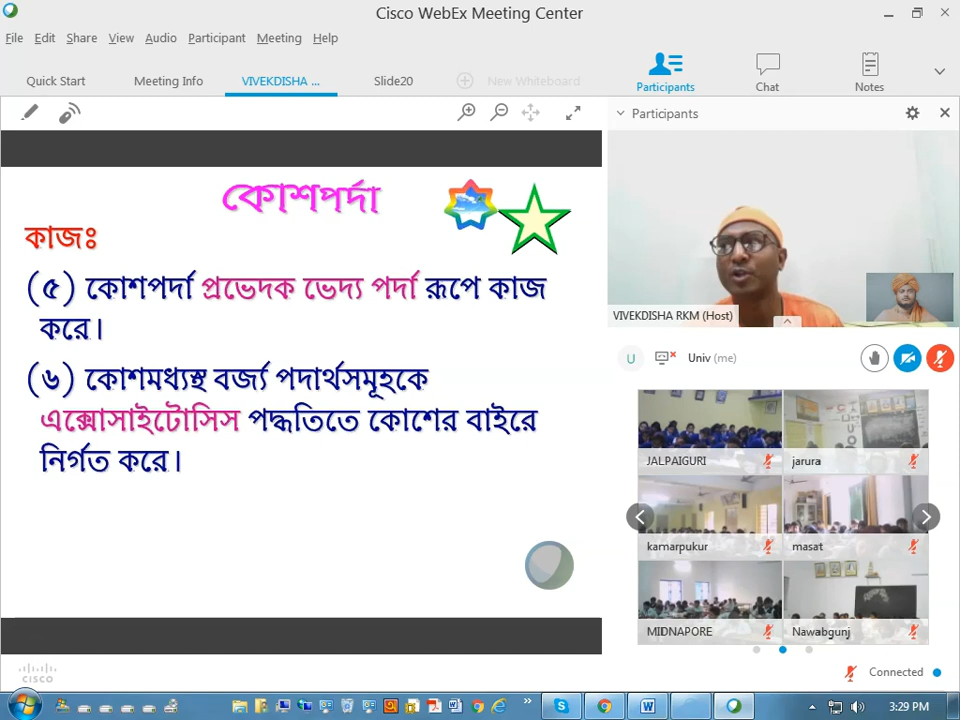 Cisco WebEx Meeting Center
File Edit Share View Audio Participant Meeting Help
Quick Start Meeting Info VIVEKDISHA ... Slide20 New Whiteboard
Participants Chat Notes
Participants
কোশপর্দা
কাজঃ
(৫) কোশপর্দা প্রভেদক ভেদ্য পর্দা রূপে কাজ
করে।
(৬) কোশমধ্যস্থ বর্জ্য পদার্থসমূহকে
এক্সোসাইটোসিস পদ্ধতিতে কোশের বাইরে
নির্গত করে।
VIVEKDISHA RKM (Host)
U Univ (me)
JALPAIGURI jarura
kamarpukur masat
MIDNAPORE Nawabgunj
Connected
CISCO
3:29 PM